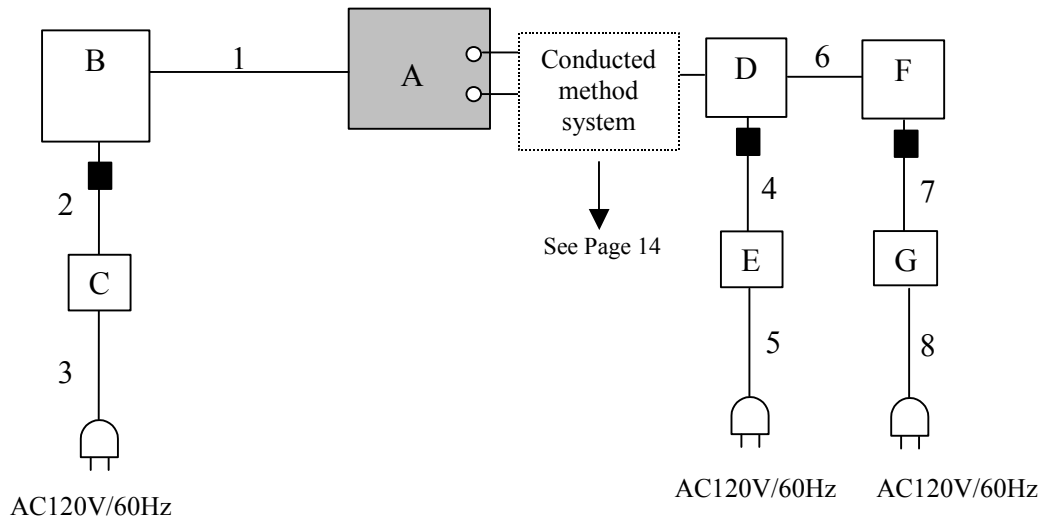 B
1
A
Conducted
method
system
D
6
F
2
4
7
See Page 14
C
E
G
3
5
8
AC120V/60Hz
AC120V/60Hz
AC120V/60Hz